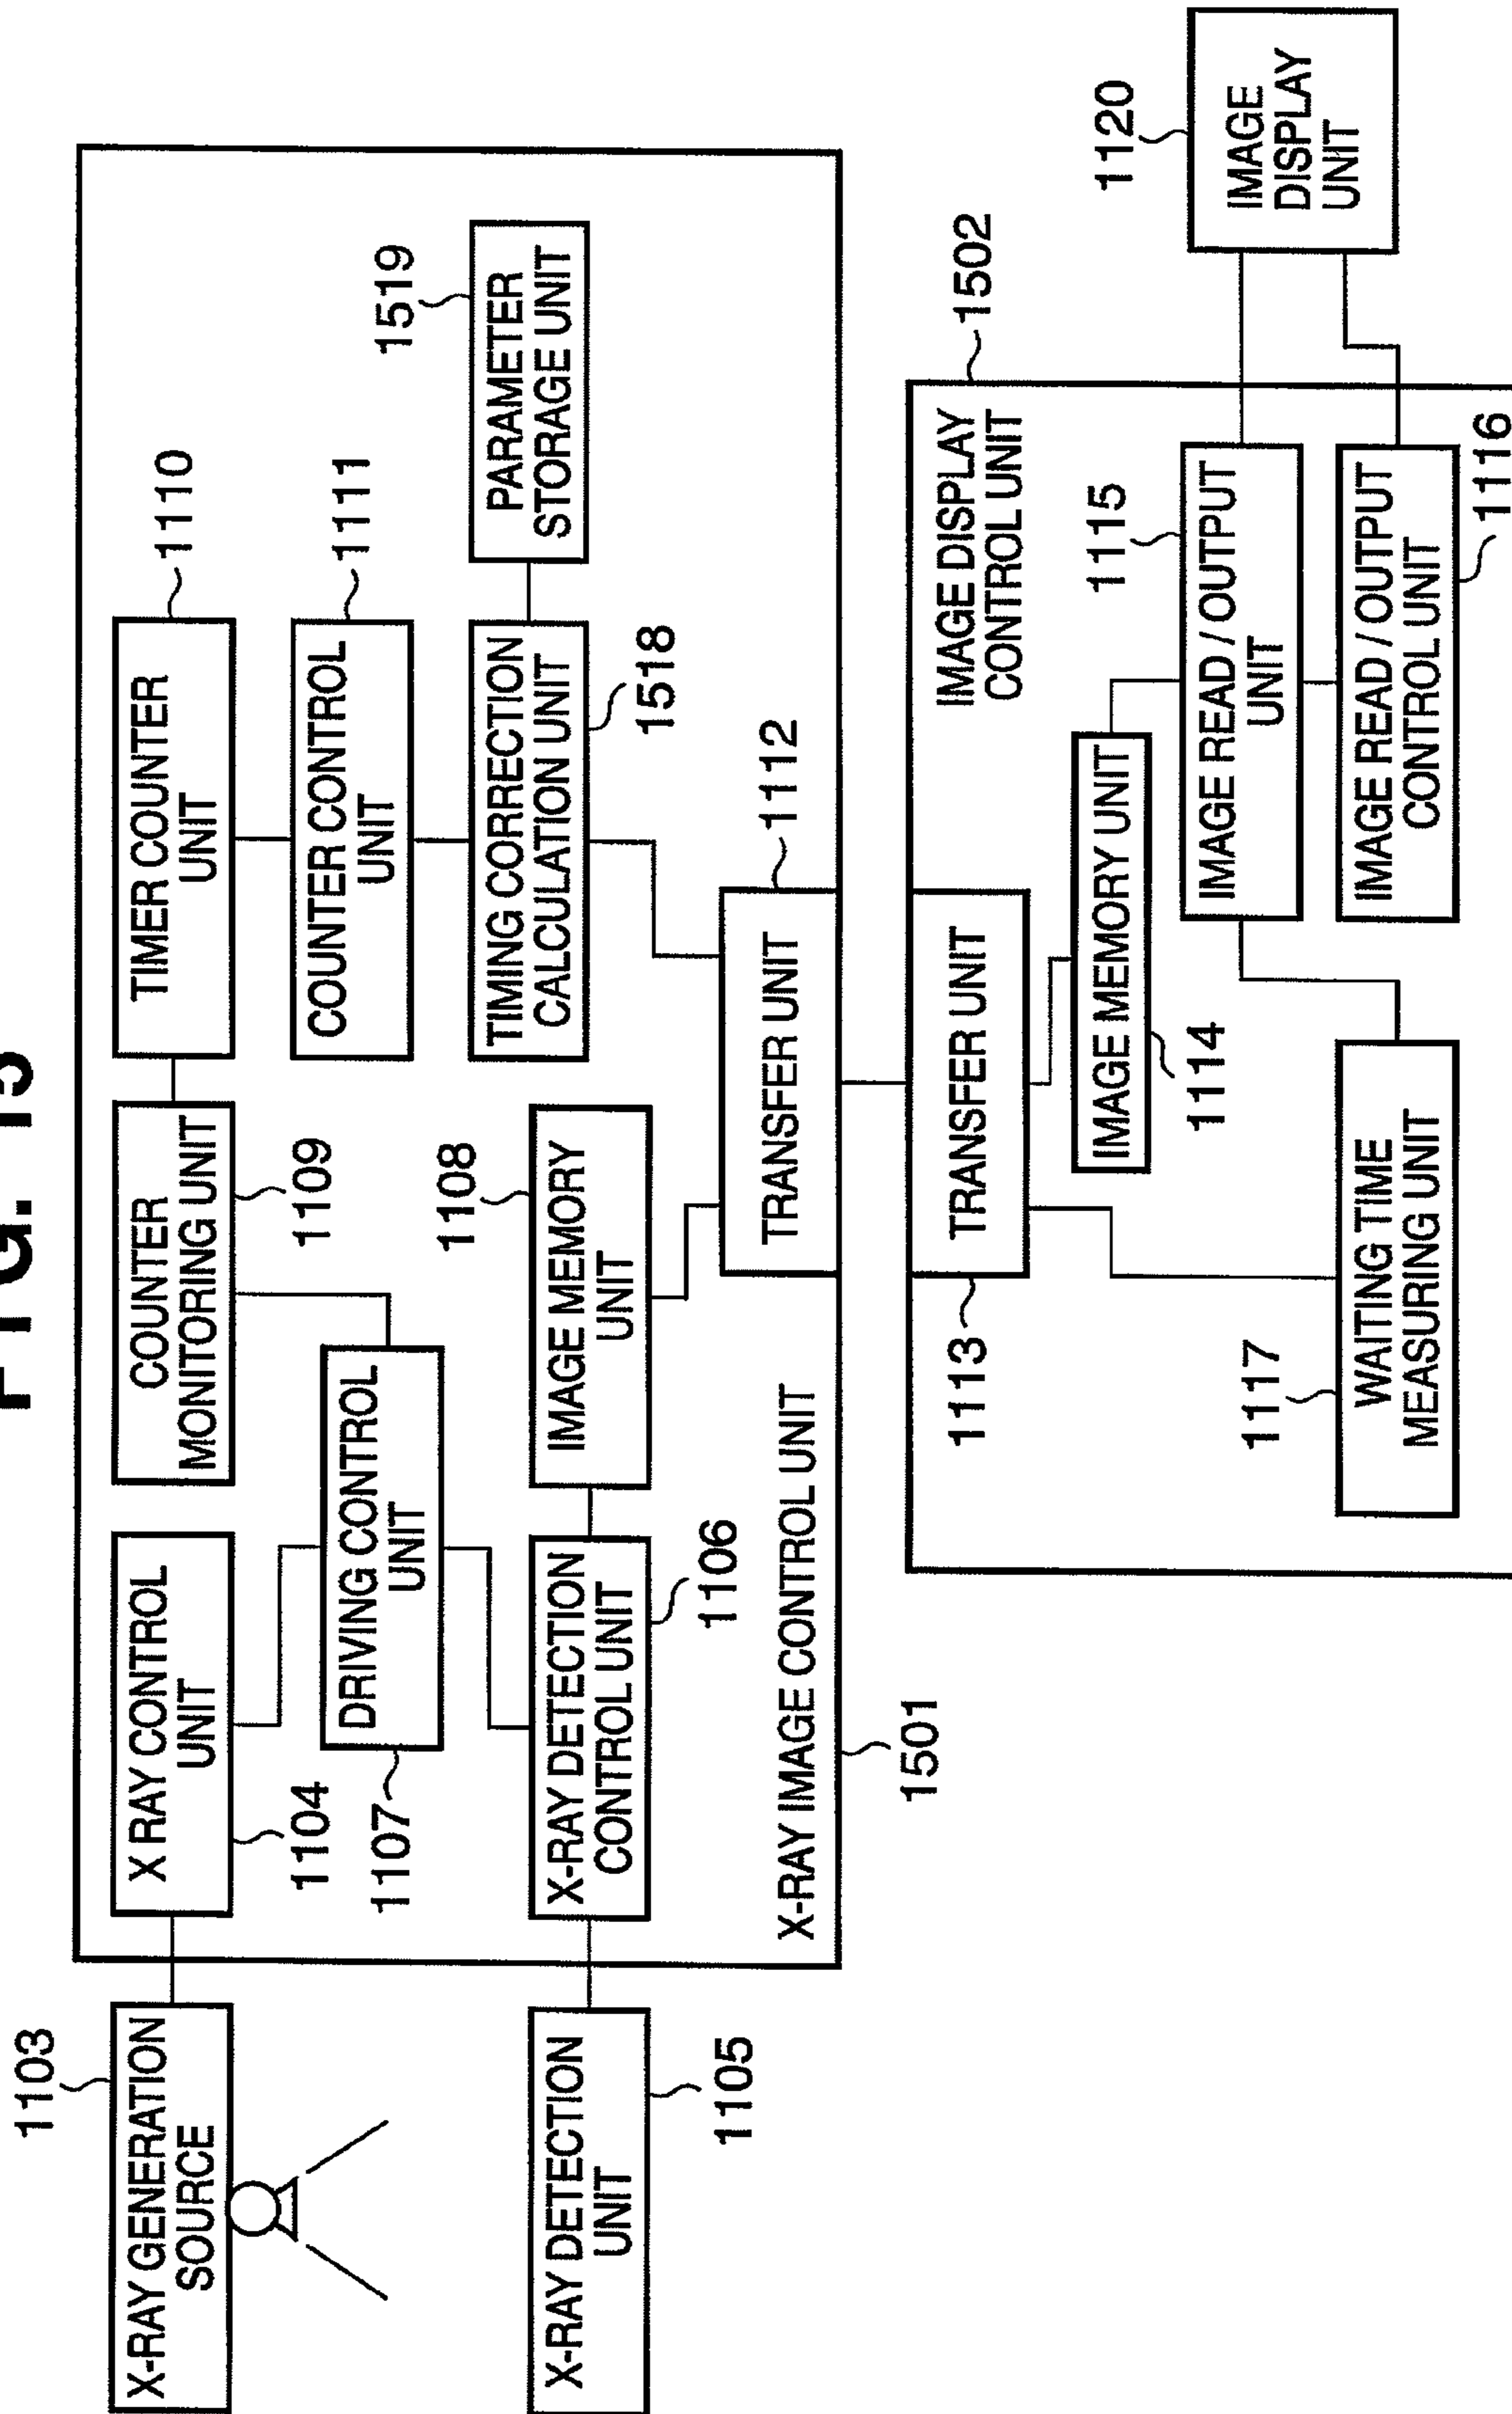 FIG. 15
1103
X-RAY GENERATION
SOURCE
X RAY CONTROL
UNIT
1104
COUNTER
MONITORING UNIT
1109
TIMER COUNTER
UNIT
1110
DRIVING CONTROL
UNIT
1107
COUNTER CONTROL
UNIT
1111
X-RAY DETECTION
UNIT
1105
X-RAY DETECTION
CONTROL UNIT
1106
IMAGE MEMORY
UNIT
1108
TIMING CORRECTION
CALCULATION UNIT
1518
PARAMETER
STORAGE UNIT
1519
TRANSFER UNIT
1112
X-RAY IMAGE CONTROL UNIT
1501
1502
IMAGE DISPLAY
CONTROL UNIT
TRANSFER UNIT
1113
IMAGE MEMORY UNIT
1114
IMAGE READ / OUTPUT
UNIT
1115
WAITING TIME
MEASURING UNIT
1117
IMAGE READ / OUTPUT
CONTROL UNIT
1116
1120
IMAGE
DISPLAY
UNIT